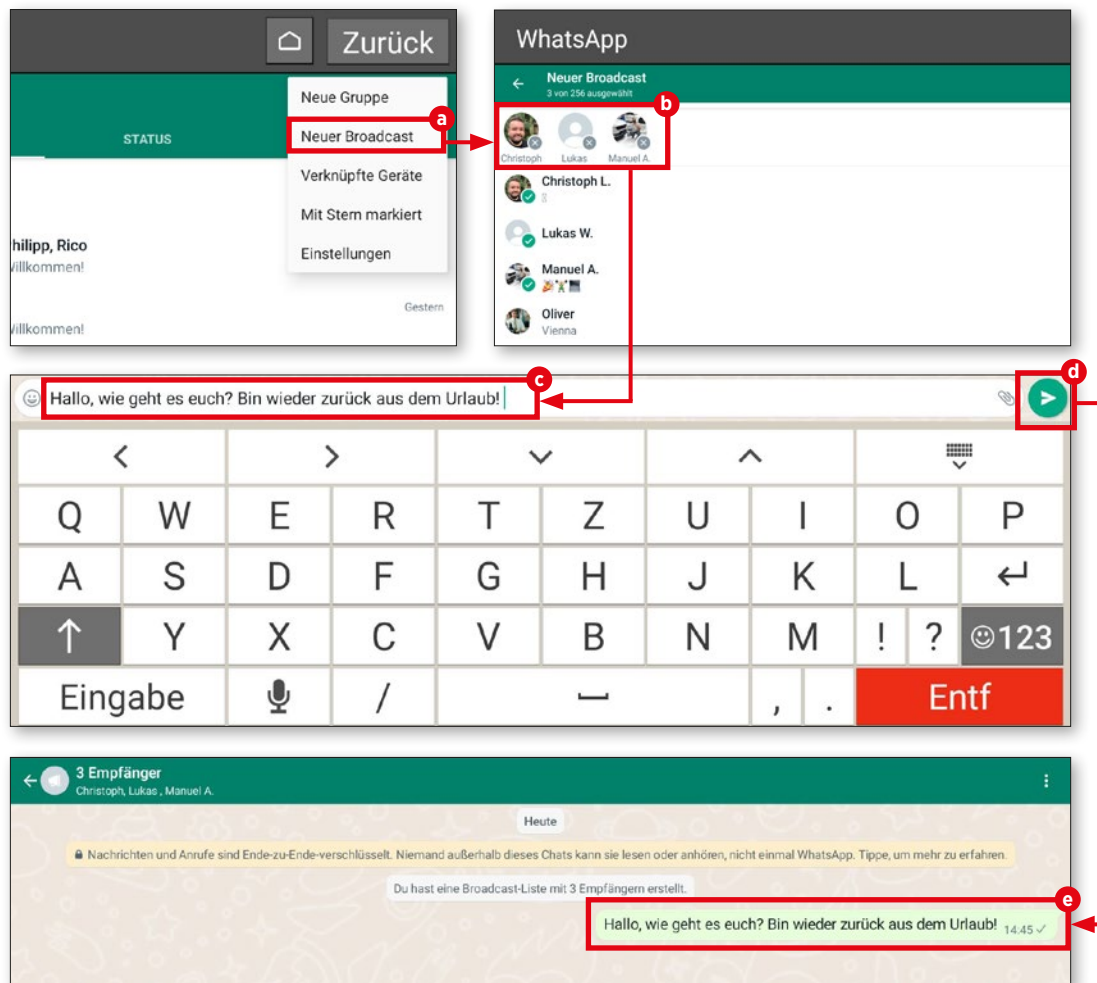 Zurück
Neue Gruppe
a
STATUS
Neuer Broadcast
Verknüpfte Geräte
Mit Stern markiert
hilipp, Rico
Einstellungen
Villkommen!
Gestern
Villkommen!
WhatsApp
Neuer Broadcast
3 von 256 ausgewählt
b
Christoph Lukas Manuel A.
Christoph L.
Lukas W.
Manuel A.
Oliver
Vienna
c
d
Hallo, wie geht es euch? Bin wieder zurück aus dem Urlaub!
Q W E R T Z U I O P
A S D F G H J K L
Y X C V B N M ! ? 123
Eingabe / , . Entf
3 Empfänger
Christoph, Lukas , Manuel A.
Heute
Nachrichten und Anrufe sind Ende-zu-Ende-verschlüsselt. Niemand außerhalb dieses Chats kann sie lesen oder anhören, nicht einmal WhatsApp. Tippe, um mehr zu erfahren.
Du hast eine Broadcast-Liste mit 3 Empfängern erstellt.
e
Hallo, wie geht es euch? Bin wieder zurück aus dem Urlaub! 14:45